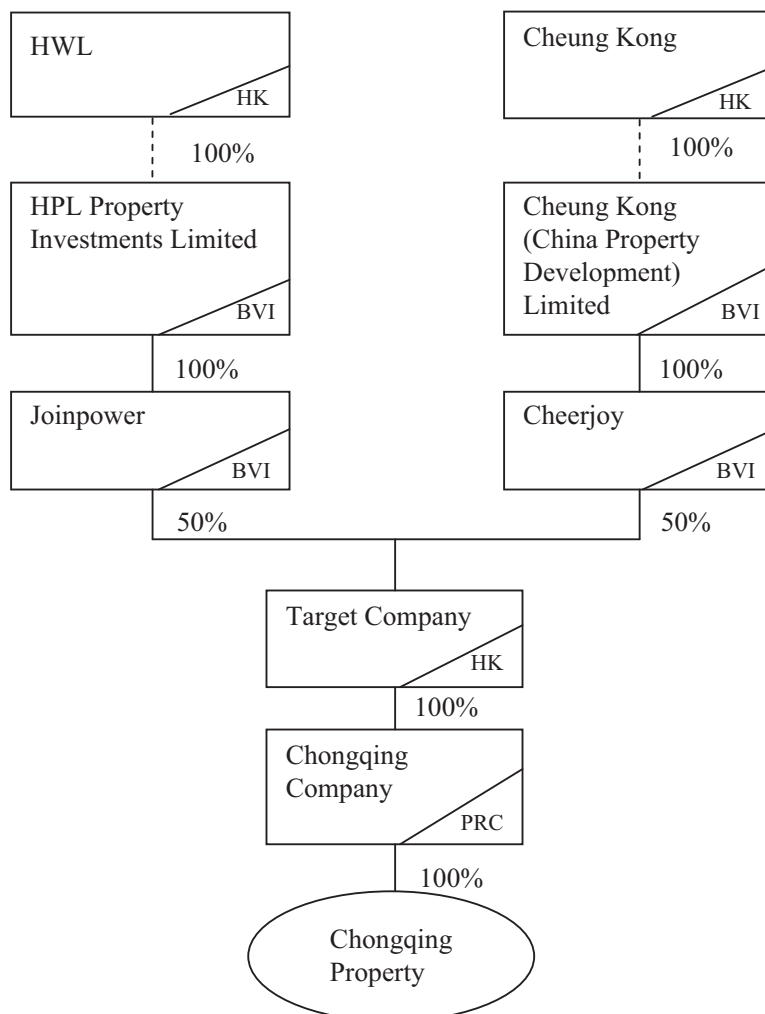 HWL
HK
Cheung Kong
HK
100%
100%
HPL Property
Investments Limited
BVI
Cheung Kong
(China Property
Development)
Limited
BVI
100%
100%
Joinpower
BVI
Cheerjoy
BVI
50%
50%
Target Company
HK
100%
Chongqing
Company
PRC
100%
Chongqing
Property